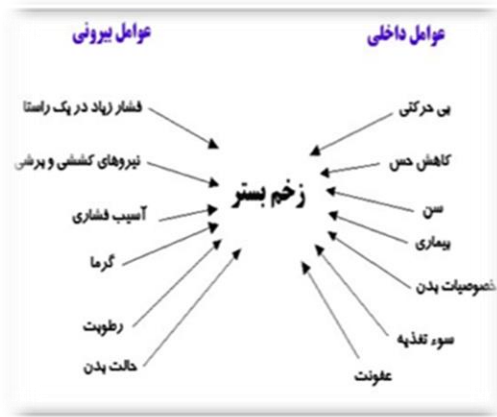 عوامل داخلی
عوامل بیرونی
بی حرکتی
فشار زیاد در یک راستا
کاهش حس
نیروهای کششی و برشی
زخم بستر
سن
آسیب فشاری
بیماری
گرما
خصوصیات بدن
رطوبت
سوء تغذیه
حالت بدن
عفونت